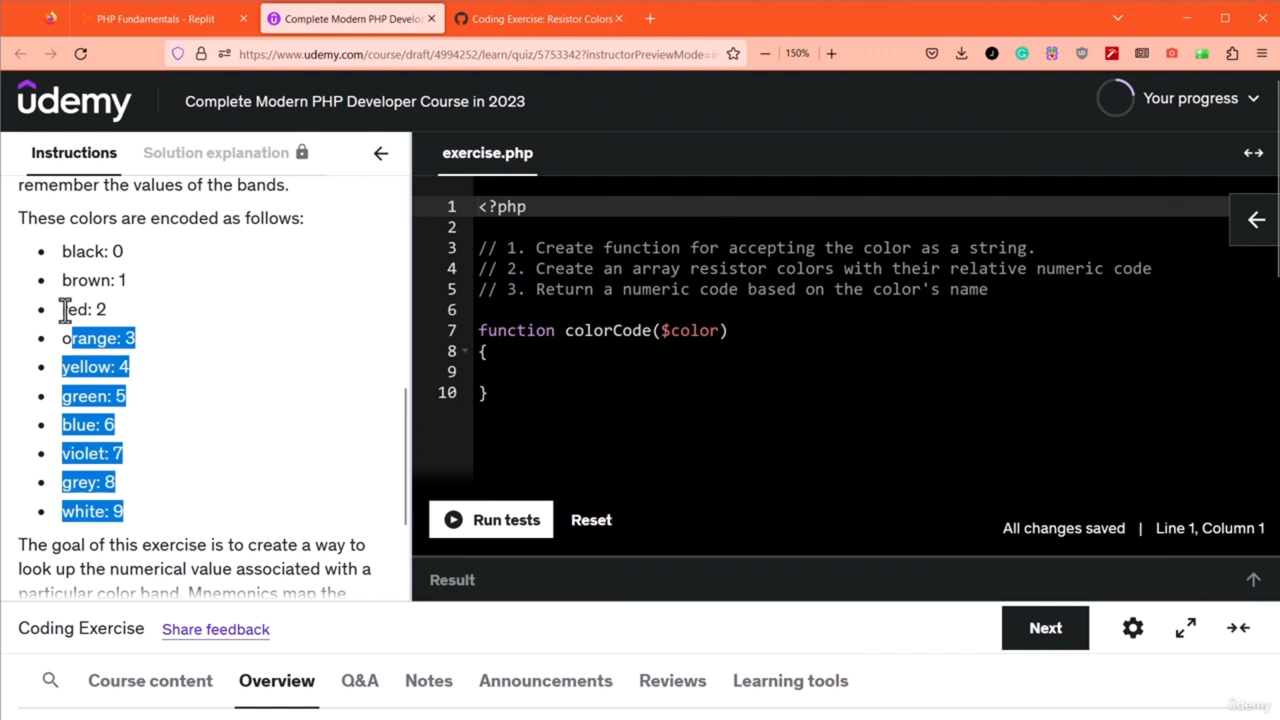 PHP Fundamentals - Replit
Complete Modern PHP Develop
Coding Exercise: Resistor Colors
https://www.udemy.com/course/draft/4994252/learn/quiz/5753342?instructorPreviewMode=i
150%
udemy
Complete Modern PHP Developer Course in 2023
Your progress
Instructions
Solution explanation
exercise.php
remember the values of the bands.
These colors are encoded as follows:
black: 0
brown: 1
red: 2
orange: 3
yellow: 4
green: 5
blue: 6
violet: 7
grey: 8
white: 9
The goal of this exercise is to create a way to
look up the numerical value associated with a
particular color band. Mnemonics map the
1 <?php
2
3 // 1. Create function for accepting the color as a string.
4 // 2. Create an array resistor colors with their relative numeric code
5 // 3. Return a numeric code based on the color's name
6
7 function colorCode($color)
8 {
9
10 }
Run tests
Reset
All changes saved | Line 1, Column 1
Result
Coding Exercise
Share feedback
Next
Course content
Overview
Q&A
Notes
Announcements
Reviews
Learning tools
udemy